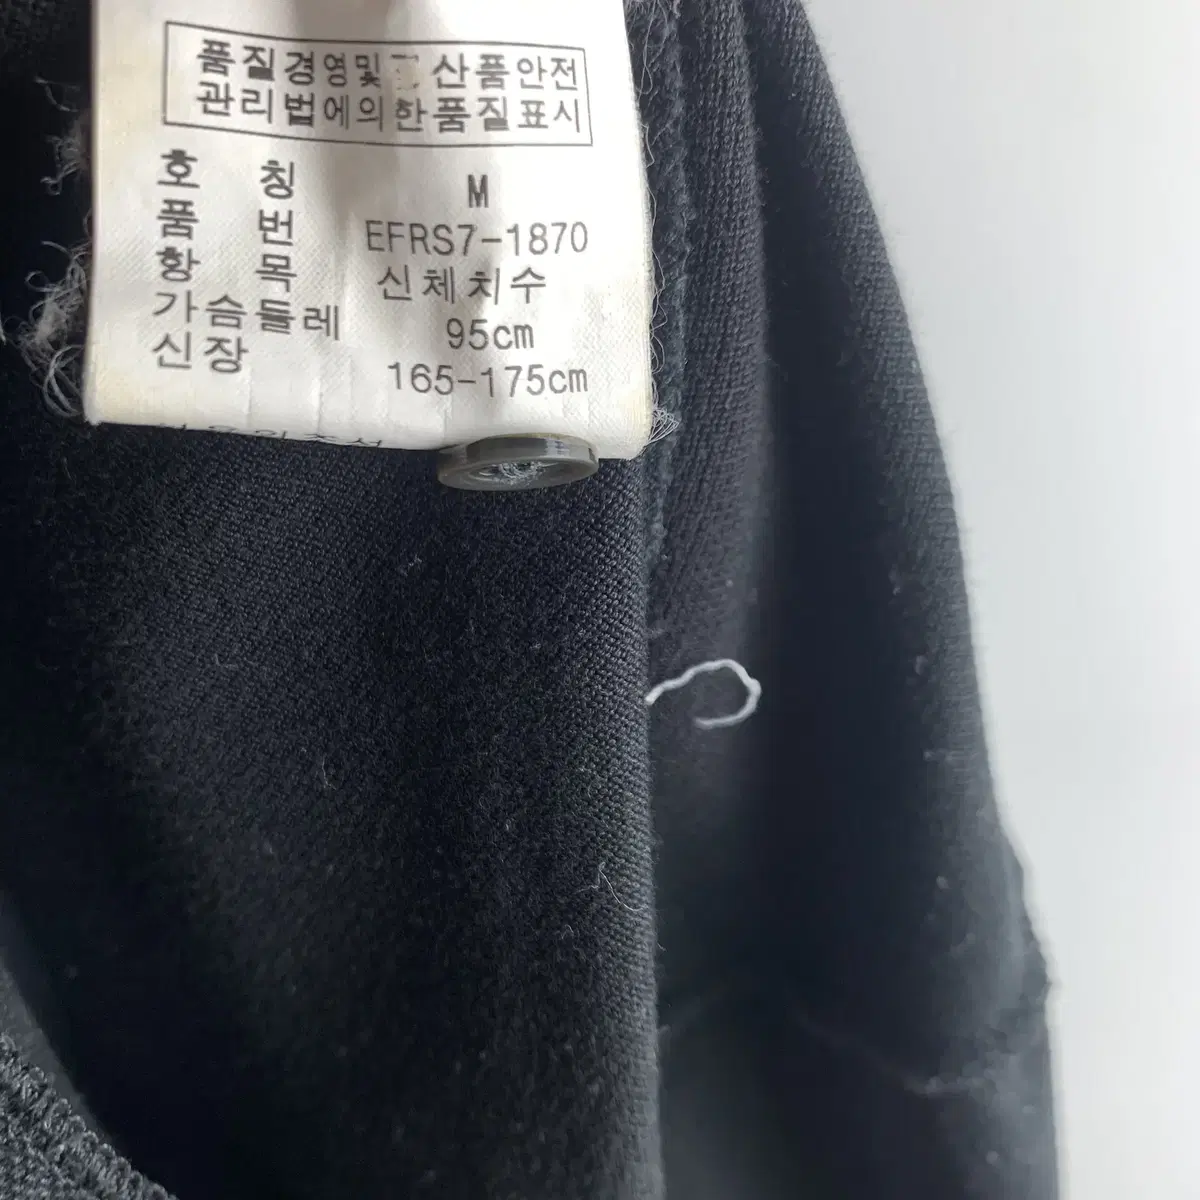 품질경영및 산품안전
관리법에의한품질표시
호 칭 M
품 번 EFRS7-1870
항 목 신체치수
가슴둘레 95cm
신장 165-175cm